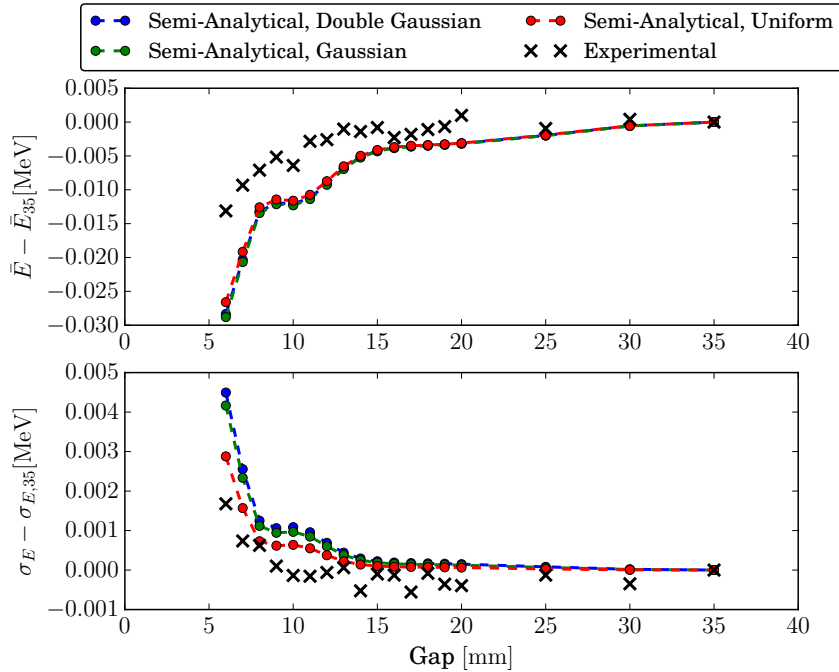 Semi-Analytical, Double Gaussian
Semi-Analytical, Gaussian
Semi-Analytical, Uniform
Experimental
0.005
0.000
−0.005
−0.010
−0.015
−0.020
−0.025
−0.030
Ē − Ē₃₅[MeV]
0 5 10 15 20 25 30 35 40
0.005
0.004
0.003
0.002
0.001
0.000
−0.001
σ_E − σ_{E,35}[MeV]
0 5 10 15 20 25 30 35 40
Gap [mm]